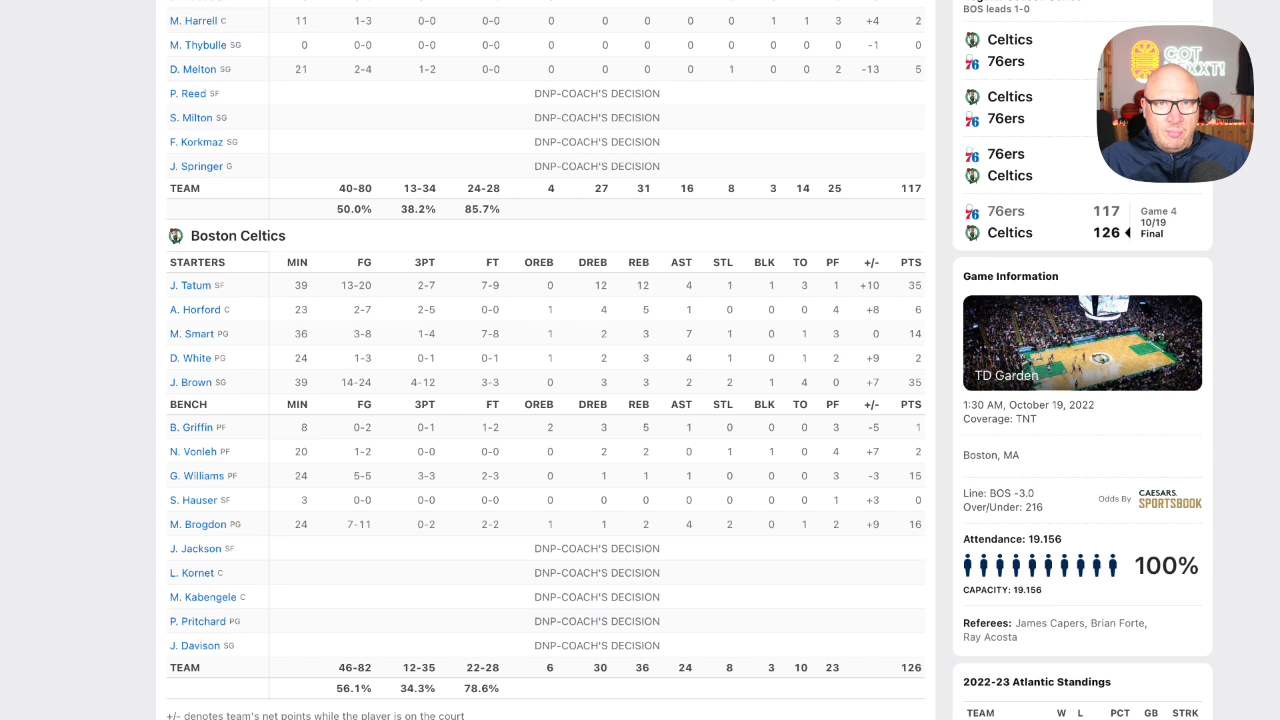 M. Harrell C 11 1-3 0-0 0-0 0 0 0 0 0 1 1 3 +4 2
M. Thybulle SG 0 0-0 0-0 0-0 0 0 0 0 0 0 0 0 -1 0
D. Melton SG 21 2-4 1-2 0-0 0 0 0 0 1 0 0 2 -13 5
P. Reed SF DNP-COACH'S DECISION
S. Milton SG DNP-COACH'S DECISION
F. Korkmaz SG DNP-COACH'S DECISION
J. Springer G DNP-COACH'S DECISION
TEAM 40-80 13-34 24-28 4 27 31 16 8 3 14 25 117
50.0% 38.2% 85.7%
Boston Celtics
STARTERS MIN FG 3PT FT OREB DREB REB AST STL BLK TO PF +/- PTS
J. Tatum SF 39 13-20 2-7 7-9 0 12 12 4 1 1 3 1 +10 35
A. Horford C 23 2-7 2-5 0-0 1 4 5 1 0 0 0 4 +8 6
M. Smart PG 36 3-8 1-4 7-8 1 2 3 7 1 0 1 3 0 14
D. White PG 24 1-3 0-1 0-1 1 2 3 4 1 0 1 2 +9 2
J. Brown SG 39 14-24 4-12 3-3 0 3 3 2 2 1 4 0 +7 35
BENCH MIN FG 3PT FT OREB DREB REB AST STL BLK TO PF +/- PTS
B. Griffin PF 8 0-2 0-1 1-2 2 3 5 1 0 0 0 3 -5 1
N. Vonleh PF 20 1-2 0-0 0-0 0 2 2 0 1 1 0 4 +7 2
G. Williams PF 24 5-5 3-3 2-3 0 1 1 1 0 0 0 3 -3 15
S. Hauser SF 3 0-0 0-0 0-0 0 0 0 0 0 0 0 1 +3 0
M. Brogdon PG 24 7-11 0-2 2-2 1 1 2 4 2 0 1 2 +9 16
J. Jackson SF DNP-COACH'S DECISION
L. Kornet C DNP-COACH'S DECISION
M. Kabengele C DNP-COACH'S DECISION
P. Pritchard PG DNP-COACH'S DECISION
J. Davison SG DNP-COACH'S DECISION
TEAM 46-82 12-35 22-28 6 30 36 24 8 3 10 23 126
56.1% 34.3% 78.6%
+/- denotes team's net points while the player is on the court
BOS leads 1-0
Celtics
76 76ers
Celtics
76 76ers
76 76ers
Celtics
76 76ers 117 Game 4
10/19
Celtics 126 Final
GOT
Game Information
TD Garden
1:30 AM, October 19, 2022
Coverage: TNT
Boston, MA
Line: BOS -3.0
Over/Under: 216
Odds By CAESARS SPORTSBOOK
Attendance: 19.156
100%
CAPACITY: 19.156
Referees: James Capers, Brian Forte,
Ray Acosta
2022-23 Atlantic Standings
TEAM W L PCT GB STRK